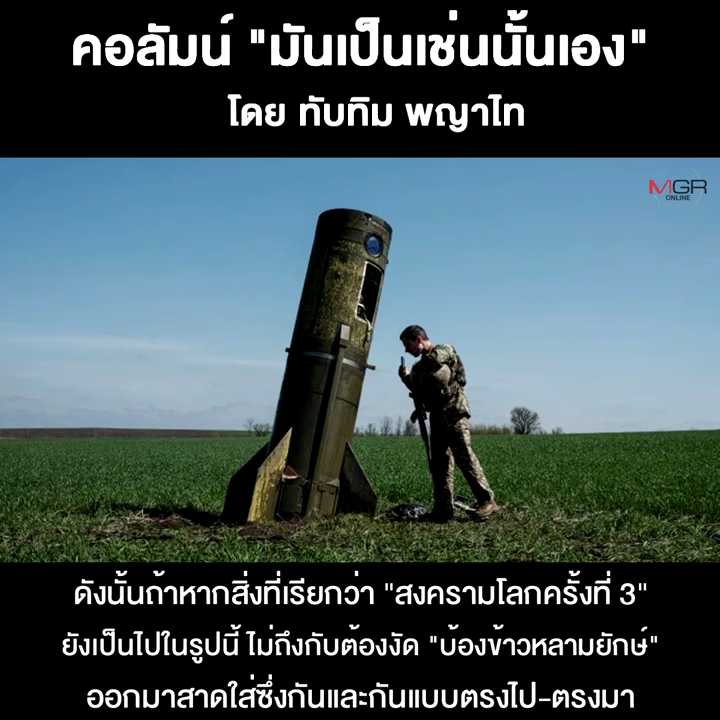 คอลัมน์ "มันเป็นเช่นนั้นเอง"
โดย ทับทิม พญาไท
MGR
ONLINE
ดังนั้นถ้าหากสิ่งที่เรียกว่า "สงครามโลกครั้งที่ 3"
ยังเป็นไปในรูปนี้ ไม่ถึงกับต้องงัด "บ้องข้าวหลามยักษ์"
ออกมาสาดใส่ซึ่งกันและกันแบบตรงไป-ตรงมา